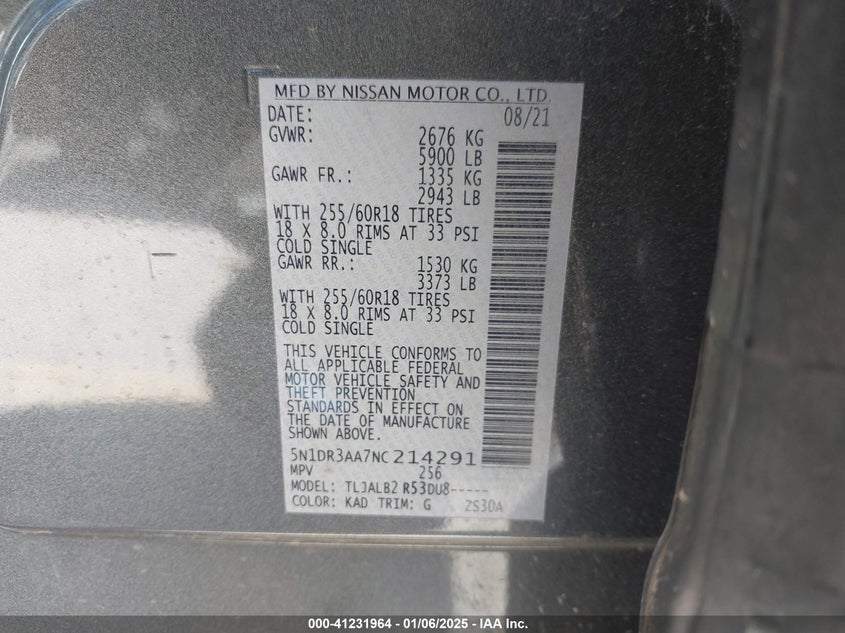 MFD BY NISSAN MOTOR CO., LTD.
DATE: 08/21
GVWR: 2676 KG
5900 LB
GAWR FR.: 1335 KG
2943 LB
WITH 255/60R18 TIRES
18 X 8.0 RIMS AT 33 PSI
COLD SINGLE
GAWR RR.: 1530 KG
3373 LB
WITH 255/60R18 TIRES
18 X 8.0 RIMS AT 33 PSI
COLD SINGLE
THIS VEHICLE CONFORMS TO
ALL APPLICABLE FEDERAL
MOTOR VEHICLE SAFETY AND
THEFT PREVENTION
STANDARDS IN EFFECT ON
THE DATE OF MANUFACTURE
SHOWN ABOVE.
5N1DR3AA7NC214291
MPV 256
MODEL: TLJALB2 R53DU8-----
COLOR: KAD TRIM: G ZS30A
000-41231964 - 01/06/2025 - IAA Inc.